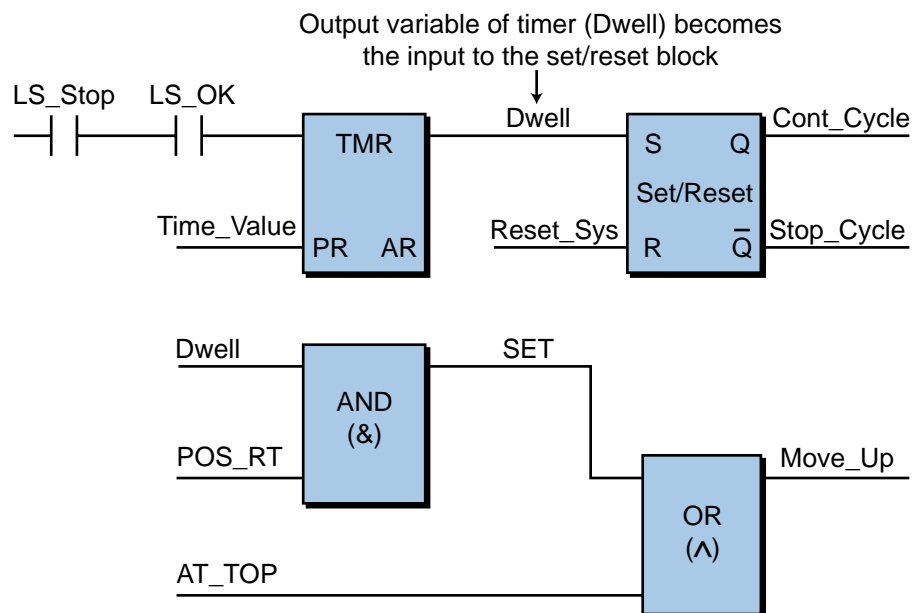 Output variable of timer (Dwell) becomes
the input to the set/reset block
LS_Stop LS_OK
Dwell
Cont_Cycle
TMR
S Q
Set/Reset
Time_Value
PR AR
Reset_Sys
R Q̅
Stop_Cycle
Dwell
SET
AND
(&)
POS_RT
Move_Up
OR
(∧)
AT_TOP